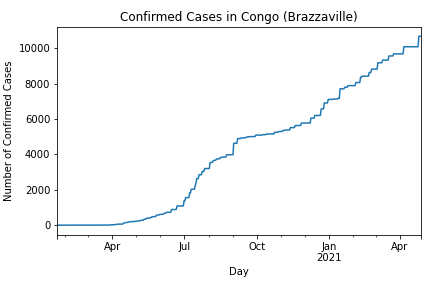 Confirmed Cases in Congo (Brazzaville)
Number of Confirmed Cases
10000
8000
6000
4000
2000
0
Apr
Jul
Oct
Jan
2021
Apr
Day